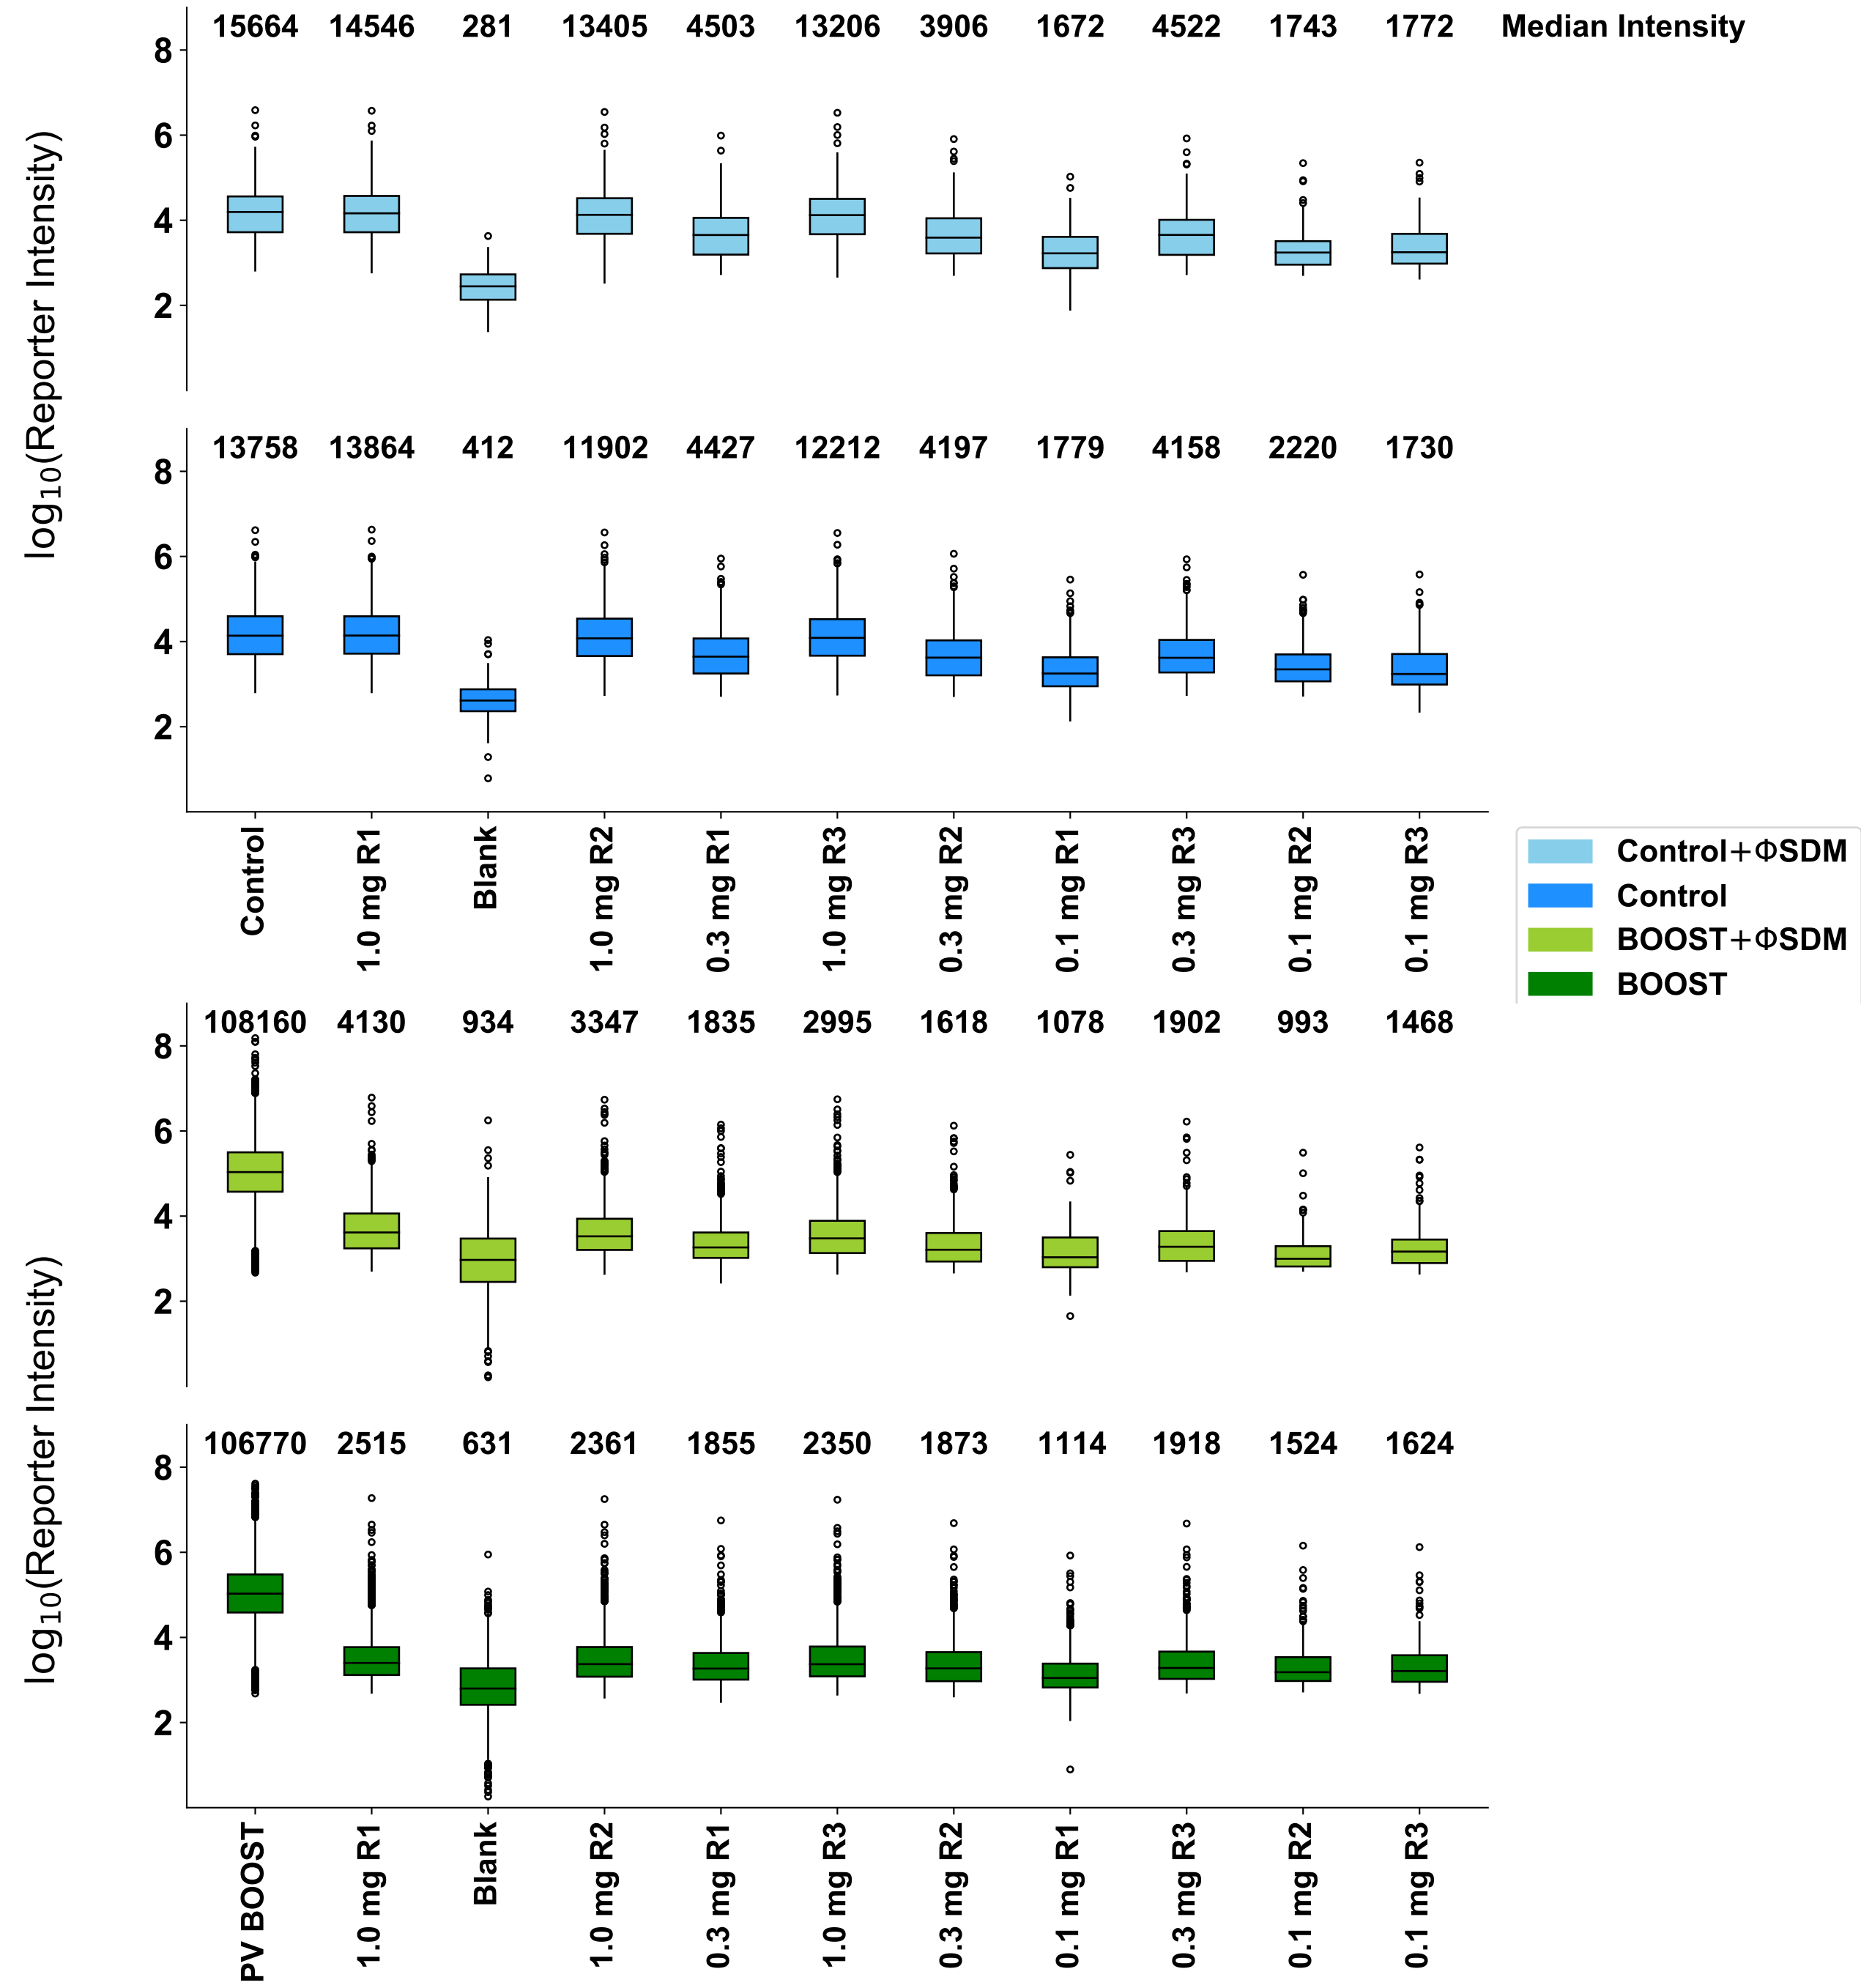 15664 14546 281 13405 4503 13206 3906 1672 4522 1743 1772 Median Intensity
8
6
4
2
log10(Reporter Intensity)
13758 13864 412 11902 4427 12212 4197 1779 4158 2220 1730
8
6
4
2
Control 1.0 mg R1 Blank 1.0 mg R2 0.3 mg R1 1.0 mg R3 0.3 mg R2 0.1 mg R1 0.3 mg R3 0.1 mg R2 0.1 mg R3
Control+ΦSDM
Control
BOOST+ΦSDM
BOOST
108160 4130 934 3347 1835 2995 1618 1078 1902 993 1468
8
6
4
2
log10(Reporter Intensity)
106770 2515 631 2361 1855 2350 1873 1114 1918 1524 1624
8
6
4
2
PV BOOST 1.0 mg R1 Blank 1.0 mg R2 0.3 mg R1 1.0 mg R3 0.3 mg R2 0.1 mg R1 0.3 mg R3 0.1 mg R2 0.1 mg R3